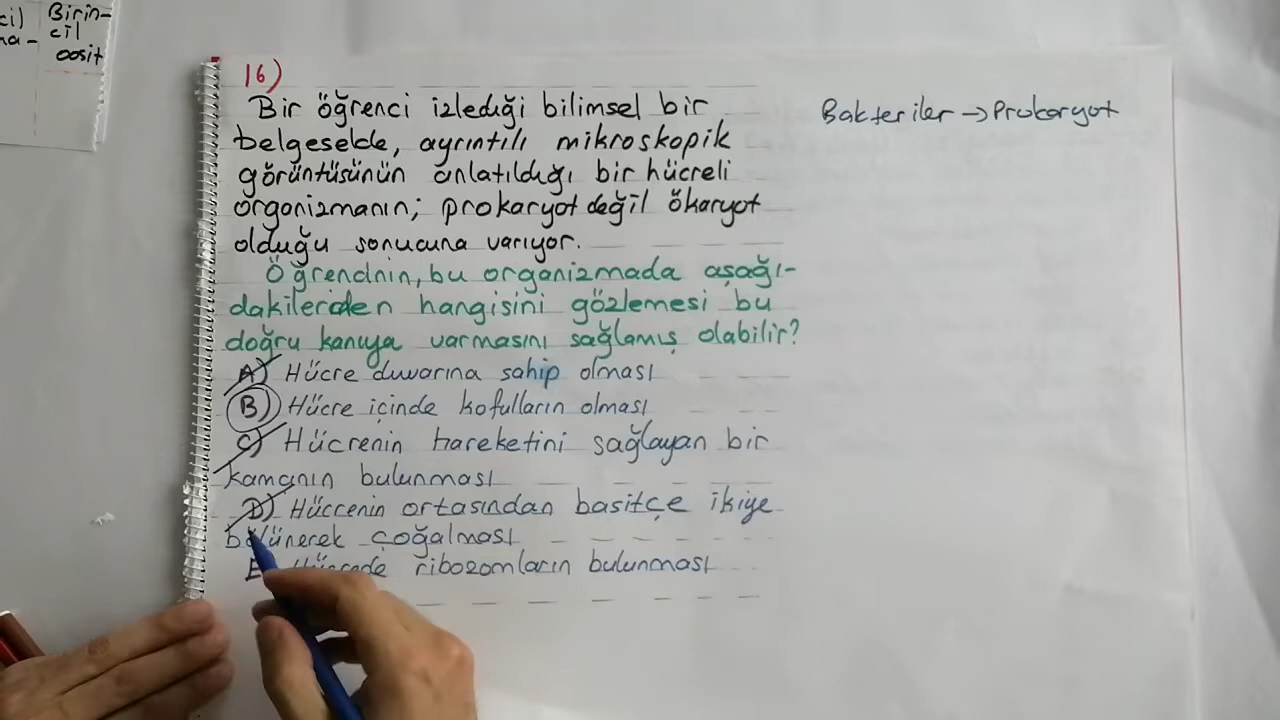 cil
Birin-
cil
16)
Bir öğrenci izlediği bilimsel bir
belgeselde, ayrıntılı mikroskopik
görüntüsünün anlatıldığı bir hücreli
organizmanın; prokaryot değil ökaryot
olduğu sonucuna varıyor.
Öğrencinin, bu organizmada aşağı-
dakilerden hangisini gözlemesi bu
doğru kanıya varmasını sağlamış olabilir?
A) Hücre duvarına sahip olması
B) Hücre içinde kofulların olması
C) Hücrenin hareketini sağlayan bir
kamçının bulunması
D) Hücrenin ortasından basitçe ikiye
bölünerek çoğalması
E Hücrede ribozomların bulunması
Bakteriler → Prokaryot